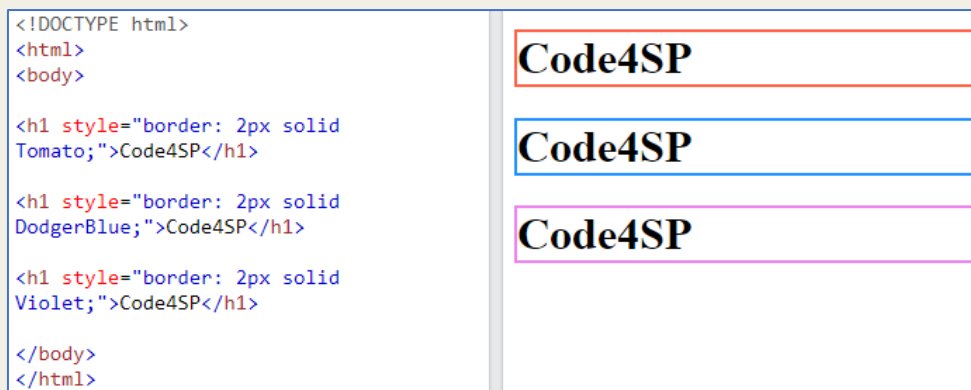 <!DOCTYPE html>
<html>
<body>
<h1 style="border: 2px solid
Tomato;">Code4SP</h1>
<h1 style="border: 2px solid
DodgerBlue;">Code4SP</h1>
<h1 style="border: 2px solid
Violet;">Code4SP</h1>
</body>
</html>
Code4SP
Code4SP
Code4SP